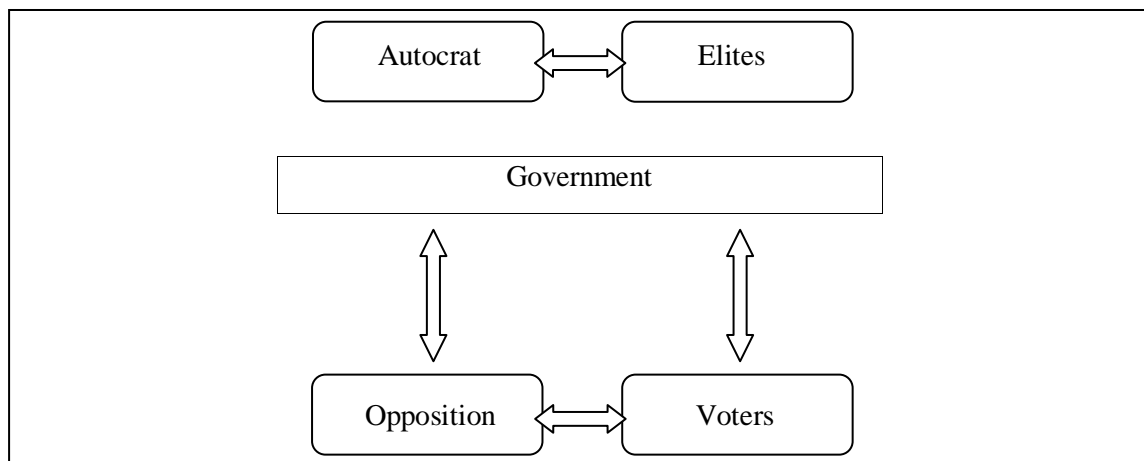 Autocrat
Elites
Government
Opposition
Voters